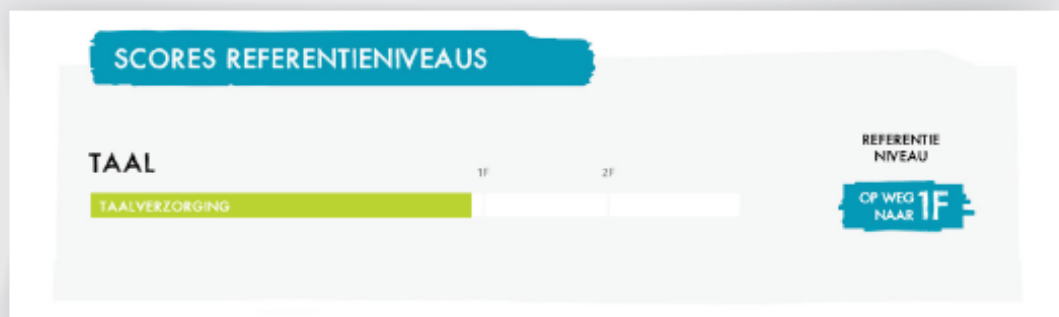 SCORES REFERENTIENIVEAUS
REFERENTIE
NIVEAU
TAAL
1F
2F
TAALVERZORGING
OP WEG
NAAR 1F